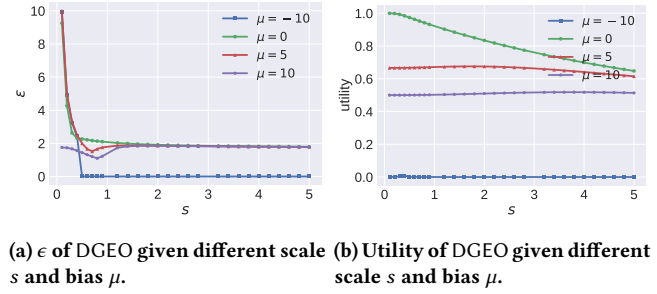 10
8
6
4
2
0
ε
0
1
2
3
4
5
s
μ = −10
μ = 0
μ = 5
μ = 10
1.0
0.8
0.6
0.4
0.2
0.0
utility
0
1
2
3
4
5
s
μ = −10
μ = 0
μ = 5
μ = 10
(a) ϵ of DGEO given different scale
s and bias μ.
(b) Utility of DGEO given different
scale s and bias μ.